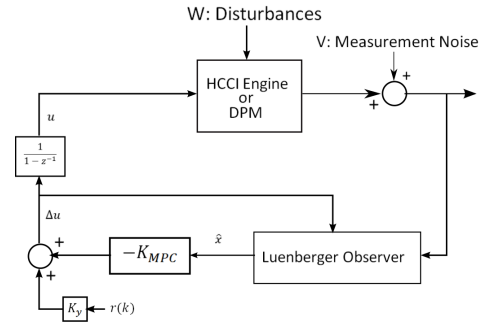 W: Disturbances
V: Measurement Noise
HCCI Engine
or
DPM
+
+
u
1
1 − z⁻¹
Δu
+
+
−K_MPC
x̂
Luenberger Observer
K_y
r(k)